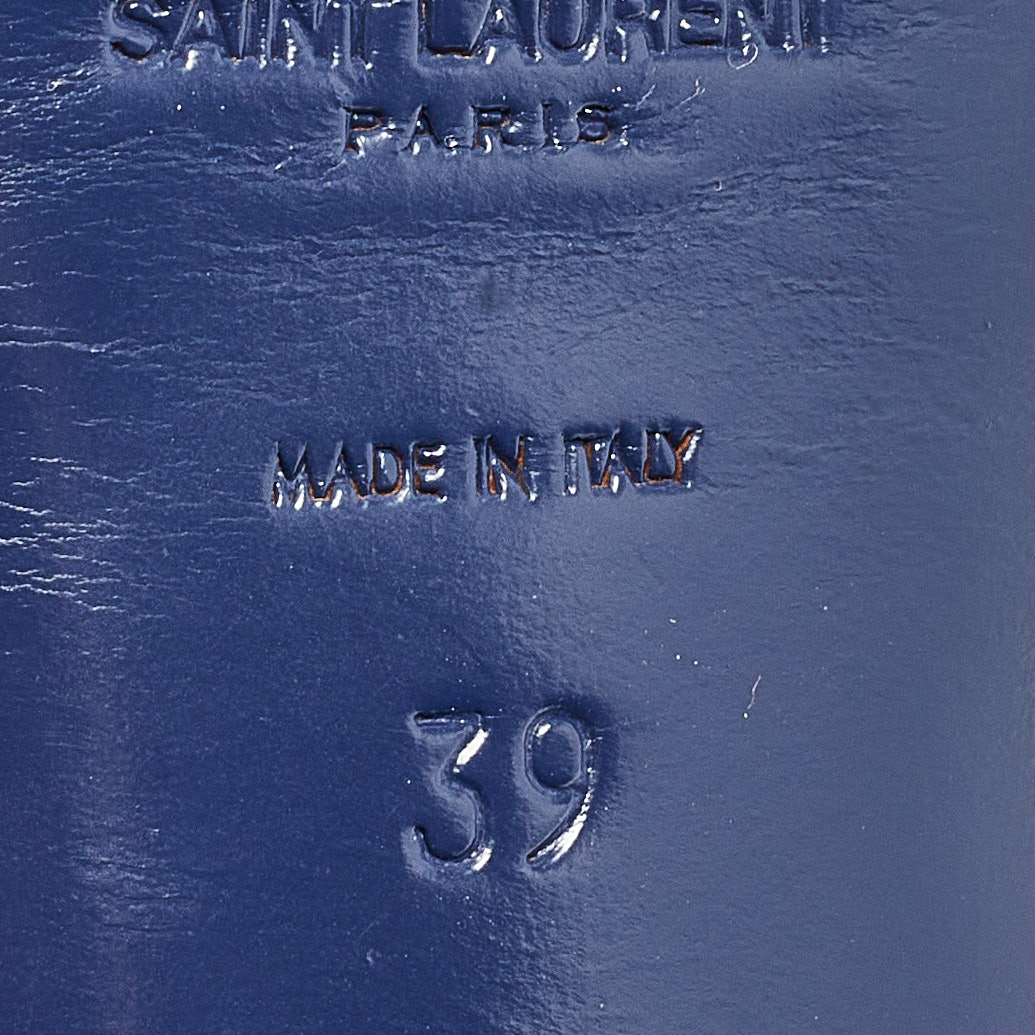 SAINT LAURENT
PARIS
MADE IN ITALY
39